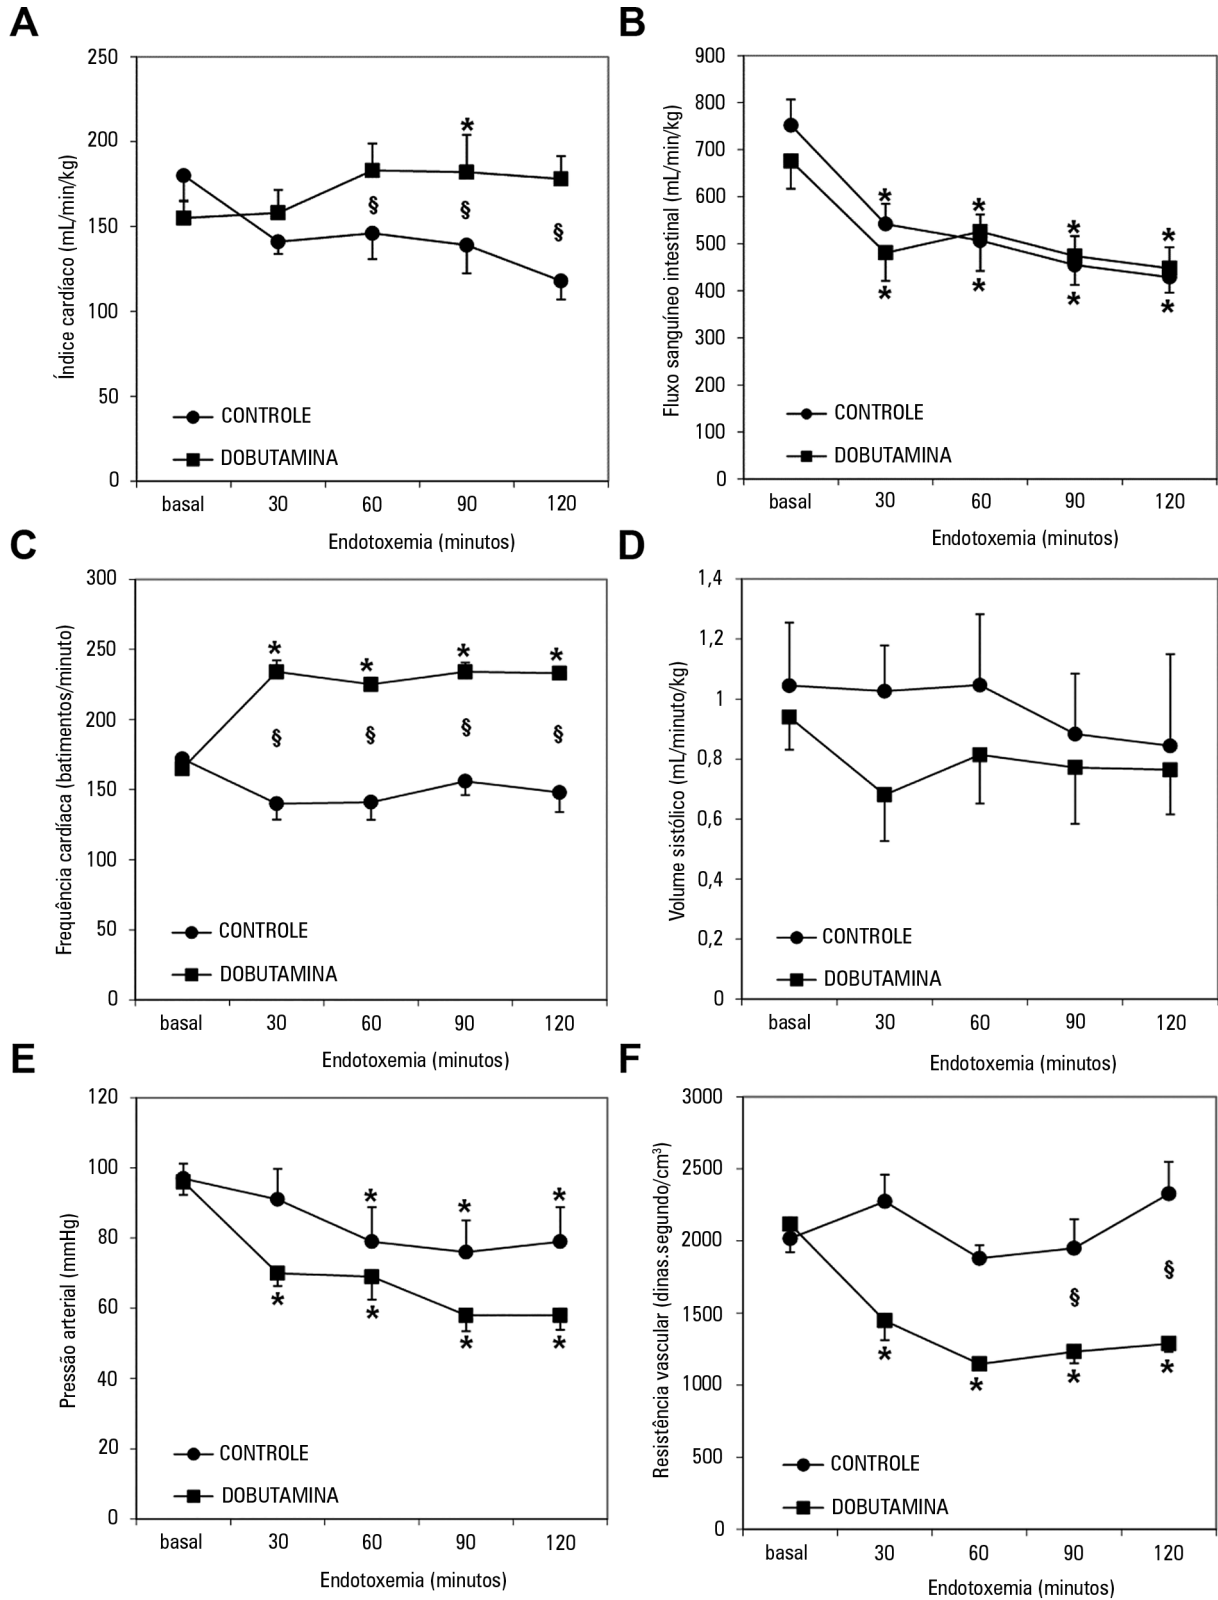 A
250
200
150
100
50
0
Índice cardíaco (mL/min/kg)
*
§ § §
CONTROLE
DOBUTAMINA
basal 30 60 90 120
Endotoxemia (minutos)
B
900
800
700
600
500
400
300
200
100
0
Fluxo sanguíneo intestinal (mL/min/kg)
* * * *
* * * *
CONTROLE
DOBUTAMINA
basal 30 60 90 120
Endotoxemia (minutos)
C
300
250
200
150
100
50
0
Frequência cardíaca (batimentos/minuto)
* * * *
§ § § §
CONTROLE
DOBUTAMINA
basal 30 60 90 120
Endotoxemia (minutos)
D
1,4
1,2
1
0,8
0,6
0,4
0,2
0
Volume sistólico (mL/minuto/kg)
CONTROLE
DOBUTAMINA
basal 30 60 90 120
Endotoxemia (minutos)
E
120
100
80
60
40
20
0
Pressão arterial (mmHg)
* * *
* * * *
CONTROLE
DOBUTAMINA
basal 30 60 90 120
Endotoxemia (minutos)
F
3000
2500
2000
1500
1000
500
0
Resistência vascular (dinas.segundo/cm³)
§ §
* * * *
CONTROLE
DOBUTAMINA
basal 30 60 90 120
Endotoxemia (minutos)